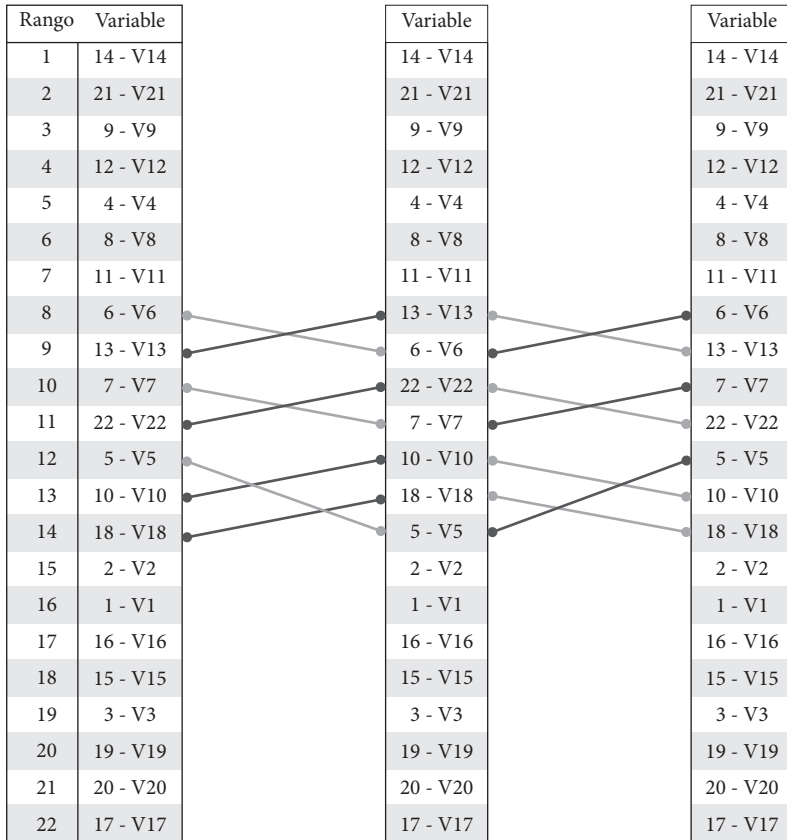 Rango Variable Variable Variable
1 14 - V14 14 - V14 14 - V14
2 21 - V21 21 - V21 21 - V21
3 9 - V9 9 - V9 9 - V9
4 12 - V12 12 - V12 12 - V12
5 4 - V4 4 - V4 4 - V4
6 8 - V8 8 - V8 8 - V8
7 11 - V11 11 - V11 11 - V11
8 6 - V6 13 - V13 6 - V6
9 13 - V13 6 - V6 13 - V13
10 7 - V7 22 - V22 7 - V7
11 22 - V22 7 - V7 22 - V22
12 5 - V5 10 - V10 5 - V5
13 10 - V10 18 - V18 10 - V10
14 18 - V18 5 - V5 18 - V18
15 2 - V2 2 - V2 2 - V2
16 1 - V1 1 - V1 1 - V1
17 16 - V16 16 - V16 16 - V16
18 15 - V15 15 - V15 15 - V15
19 3 - V3 3 - V3 3 - V3
20 19 - V19 19 - V19 19 - V19
21 20 - V20 20 - V20 20 - V20
22 17 - V17 17 - V17 17 - V17